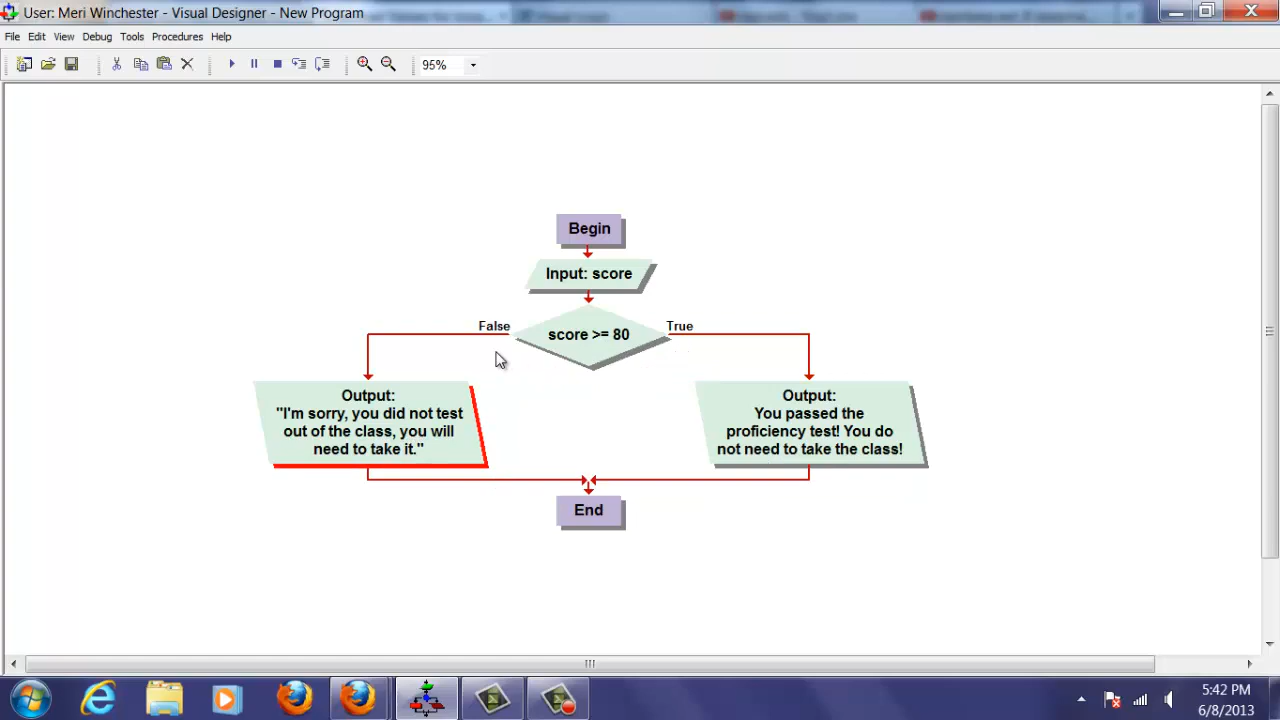 User: Meri Winchester - Visual Designer - New Program
File Edit View Debug Tools Procedures Help
95%
Begin
Input: score
False
True
score >= 80
Output:
"I'm sorry, you did not test
out of the class, you will
need to take it."
Output:
You passed the
proficiency test! You do
not need to take the class!
End
5:42 PM
6/8/2013